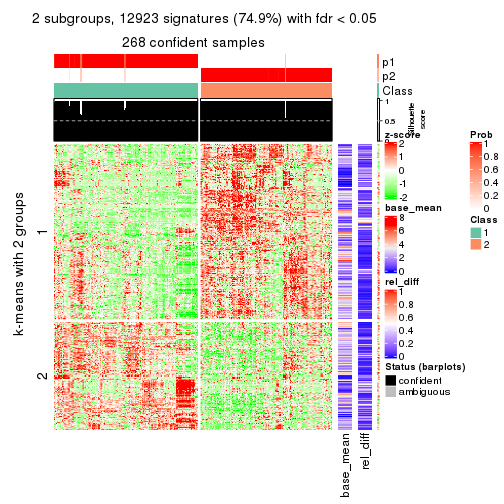 2 subgroups, 12923 signatures (74.9%) with fdr < 0.05
268 confident samples
p1
p2
Class
1
0.5
Silhouette
score
k-means with 2 groups
1
2
z-score
2
1
0
-1
-2
base_mean
8
6
4
2
0
rel_diff
1
0.8
0.6
0.4
0.2
0
Status (barplots)
confident
ambiguous
Prob
1
0.8
0.6
0.4
0.2
0
Class
1
2
base_mean
rel_diff